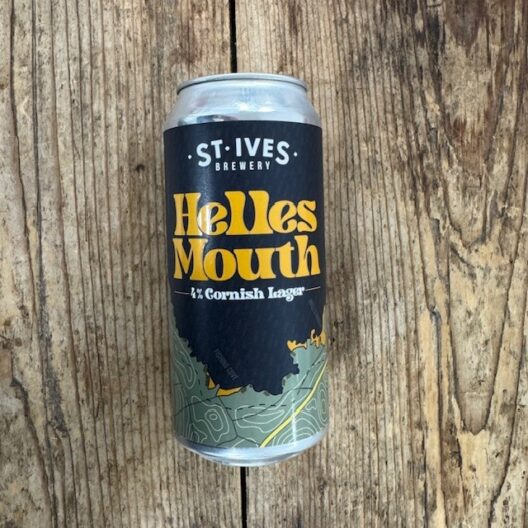 · ST · IVES ·
BREWERY
Helles
Mouth
4% Cornish Lager